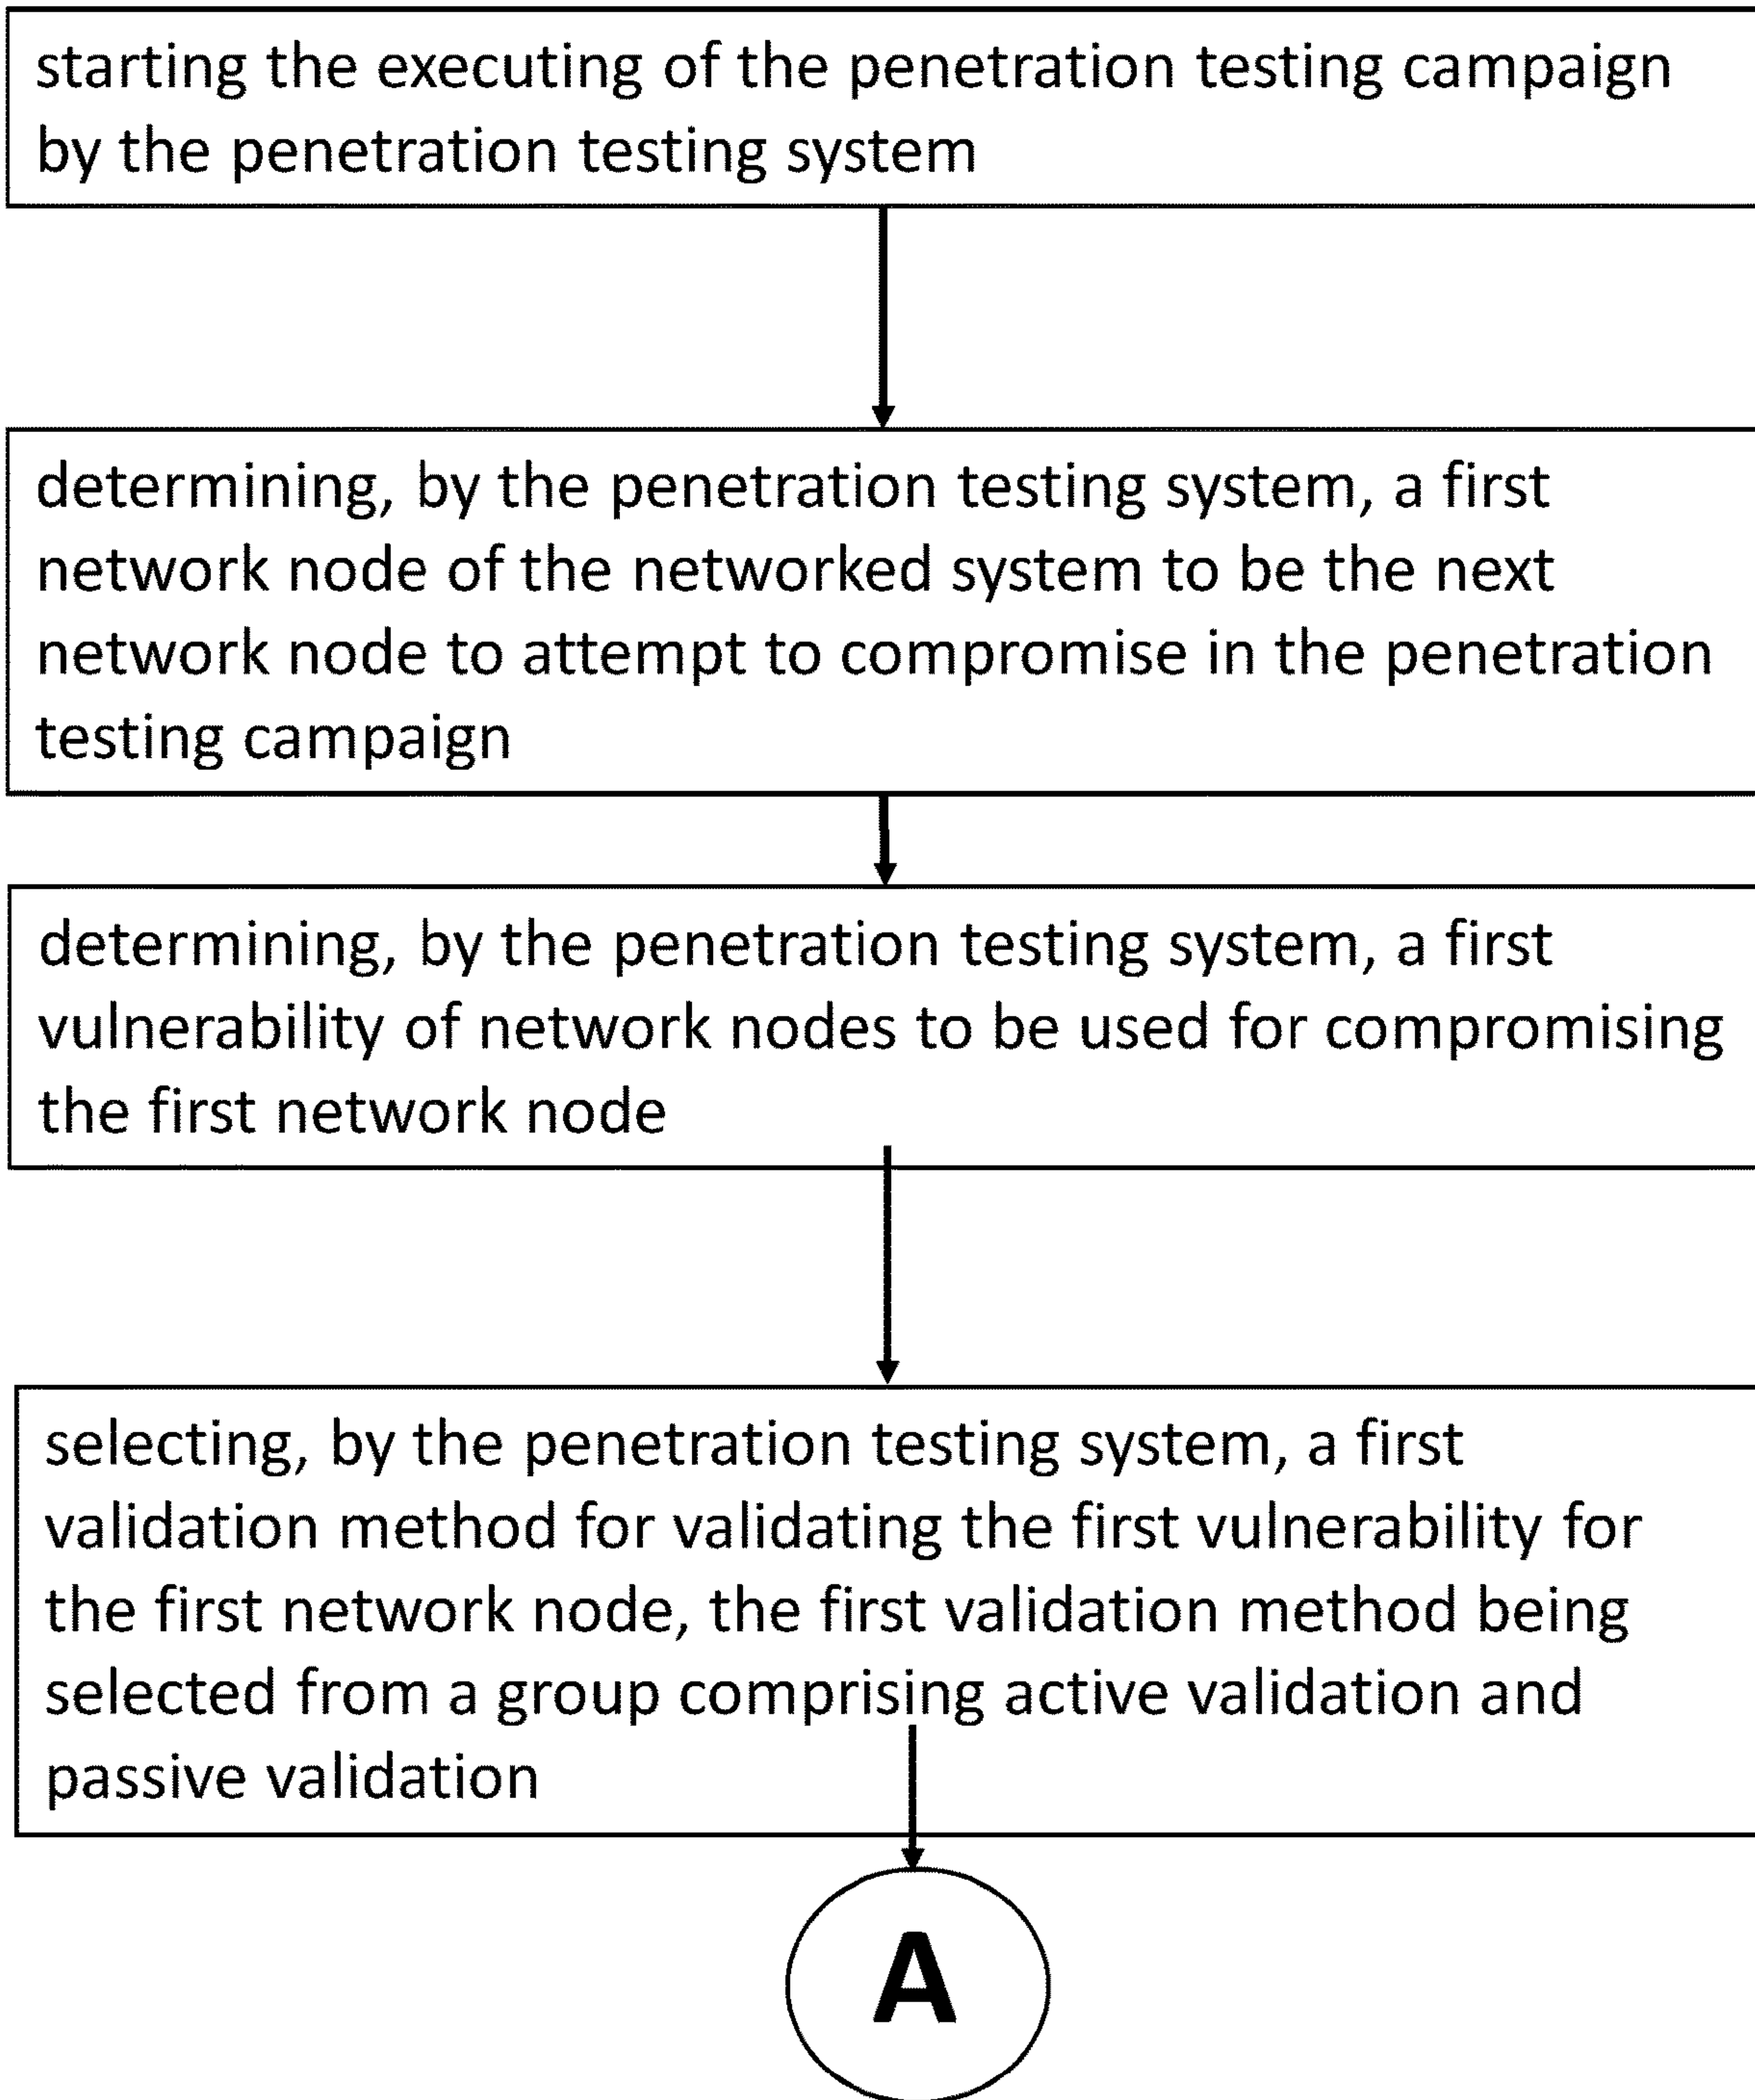 starting the executing of the penetration testing campaign
by the penetration testing system
determining, by the penetration testing system, a first
network node of the networked system to be the next
network node to attempt to compromise in the penetration
testing campaign
determining, by the penetration testing system, a first
vulnerability of network nodes to be used for compromising
the first network node
selecting, by the penetration testing system, a first
validation method for validating the first vulnerability for
the first network node, the first validation method being
selected from a group comprising active validation and
passive validation
A